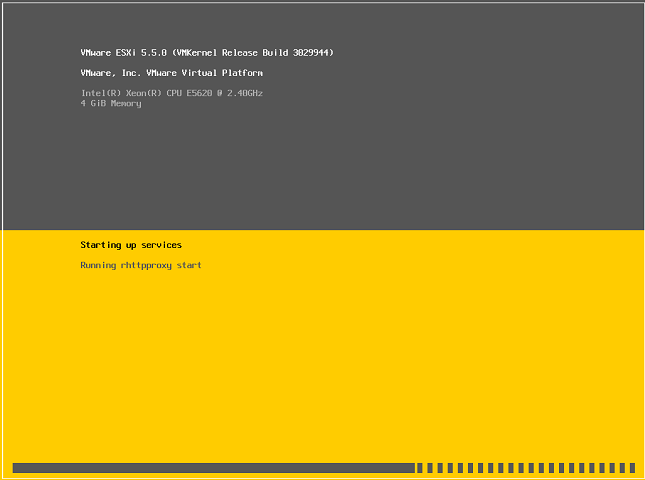 VMware ESXi 5.5.0 (VMKernel Release Build 3029944)
VMware, Inc. VMware Virtual Platform
Intel(R) Xeon(R) CPU E5620 @ 2.40GHz
4 GiB Memory
Starting up services
Running rhttpproxy start